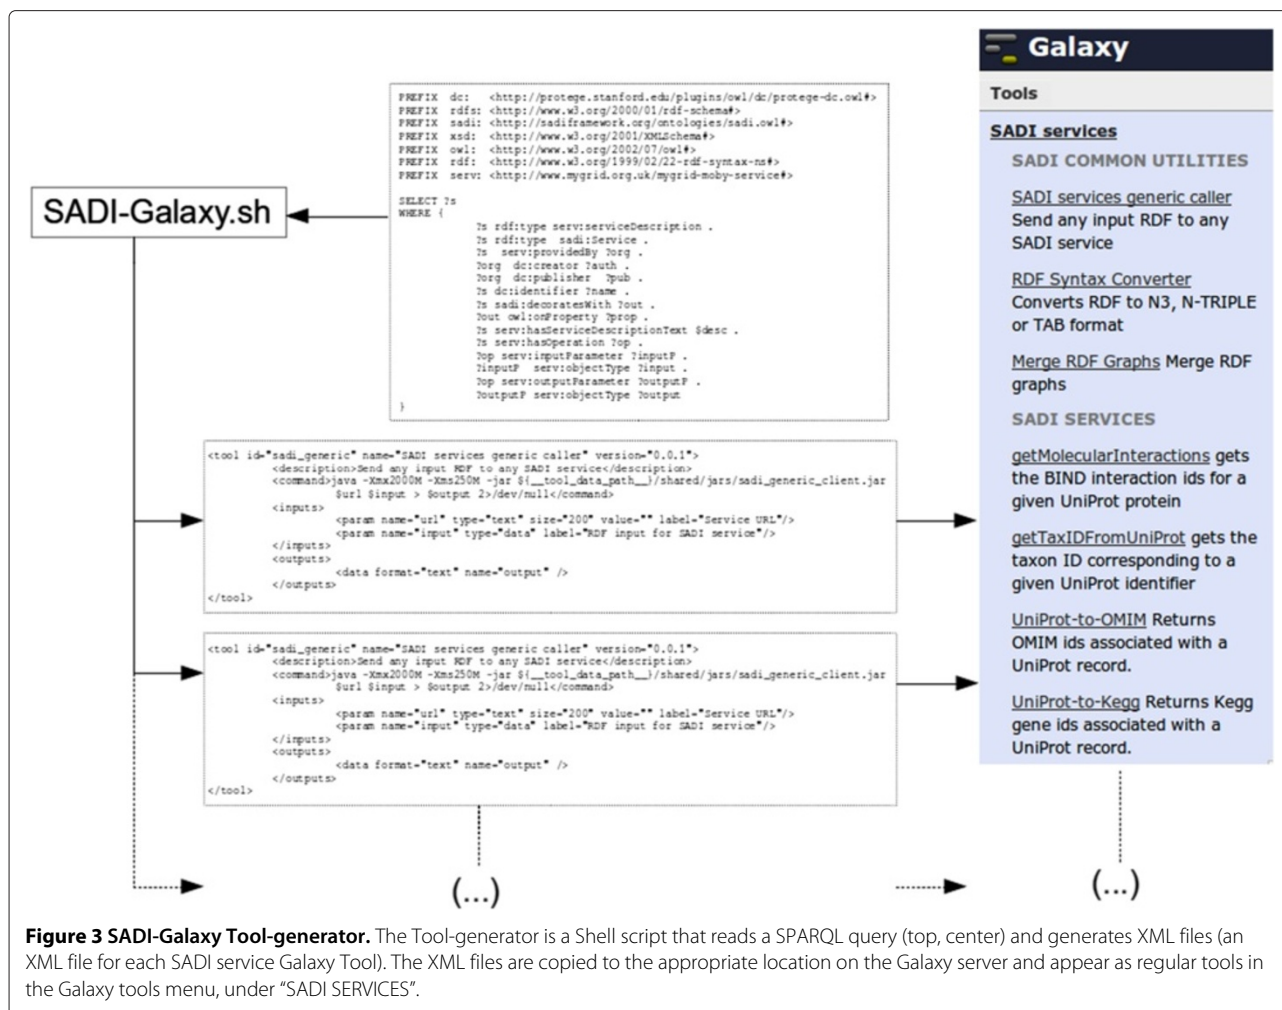 SADI-Galaxy.sh
PREFIX dc: <http://protege.stanford.edu/plugins/owl/dc/protege-dc.owl#>
PREFIX rdfs: <http://www.w3.org/2000/01/rdf-schema#>
PREFIX sadi: <http://sadiframework.org/ontologies/sadi.owl#>
PREFIX xsd: <http://www.w3.org/2001/XMLSchema#>
PREFIX owl: <http://www.w3.org/2002/07/owl#>
PREFIX rdf: <http://www.w3.org/1999/02/22-rdf-syntax-ns#>
PREFIX serv: <http://www.mygrid.org.uk/mygrid-moby-service#>
SELECT ?s
WHERE {
?s rdf:type serv:serviceDescription .
?s rdf:type sadi:Service .
?s serv:providedBy ?org .
?org dc:creator ?auth .
?org dc:publisher ?pub .
?s dc:identifier ?name .
?s sadi:decoratesWith ?out .
?out owl:onProperty ?prop .
?s serv:hasServiceDescriptionText $desc .
?s serv:hasOperation ?op .
?op serv:inputParameter ?inputP .
?inputP serv:objectType ?input .
?op serv:outputParameter ?outputP .
?outputP serv:objectType ?output
}
<tool id="sadi_generic" name="SADI services generic caller" version="0.0.1">
<description>Send any input RDF to any SADI service</description>
<command>java -Xmx2000M -Xms250M -jar ${__tool_data_path__}/shared/jars/sadi_generic_client.jar
$url $input > $output 2>/dev/null</command>
<inputs>
<param name="url" type="text" size="200" value="" label="Service URL"/>
<param name="input" type="data" label="RDF input for SADI service"/>
</inputs>
<outputs>
<data format="text" name="output" />
</outputs>
</tool>
<tool id="sadi_generic" name="SADI services generic caller" version="0.0.1">
<description>Send any input RDF to any SADI service</description>
<command>java -Xmx2000M -Xms250M -jar ${__tool_data_path__}/shared/jars/sadi_generic_client.jar
$url $input > $output 2>/dev/null</command>
<inputs>
<param name="url" type="text" size="200" value="" label="Service URL"/>
<param name="input" type="data" label="RDF input for SADI service"/>
</inputs>
<outputs>
<data format="text" name="output" />
</outputs>
</tool>
(...)
Galaxy
Tools
SADI services
SADI COMMON UTILITIES
SADI services generic caller
Send any input RDF to any
SADI service
RDF Syntax Converter
Converts RDF to N3, N-TRIPLE
or TAB format
Merge RDF Graphs Merge RDF
graphs
SADI SERVICES
getMolecularInteractions gets
the BIND interaction ids for a
given UniProt protein
getTaxIDFromUniProt gets the
taxon ID corresponding to a
given UniProt identifier
UniProt-to-OMIM Returns
OMIM ids associated with a
UniProt record.
UniProt-to-Kegg Returns Kegg
gene ids associated with a
UniProt record.
(...)
Figure 3 SADI-Galaxy Tool-generator. The Tool-generator is a Shell script that reads a SPARQL query (top, center) and generates XML files (an
XML file for each SADI service Galaxy Tool). The XML files are copied to the appropriate location on the Galaxy server and appear as regular tools in
the Galaxy tools menu, under “SADI SERVICES”.